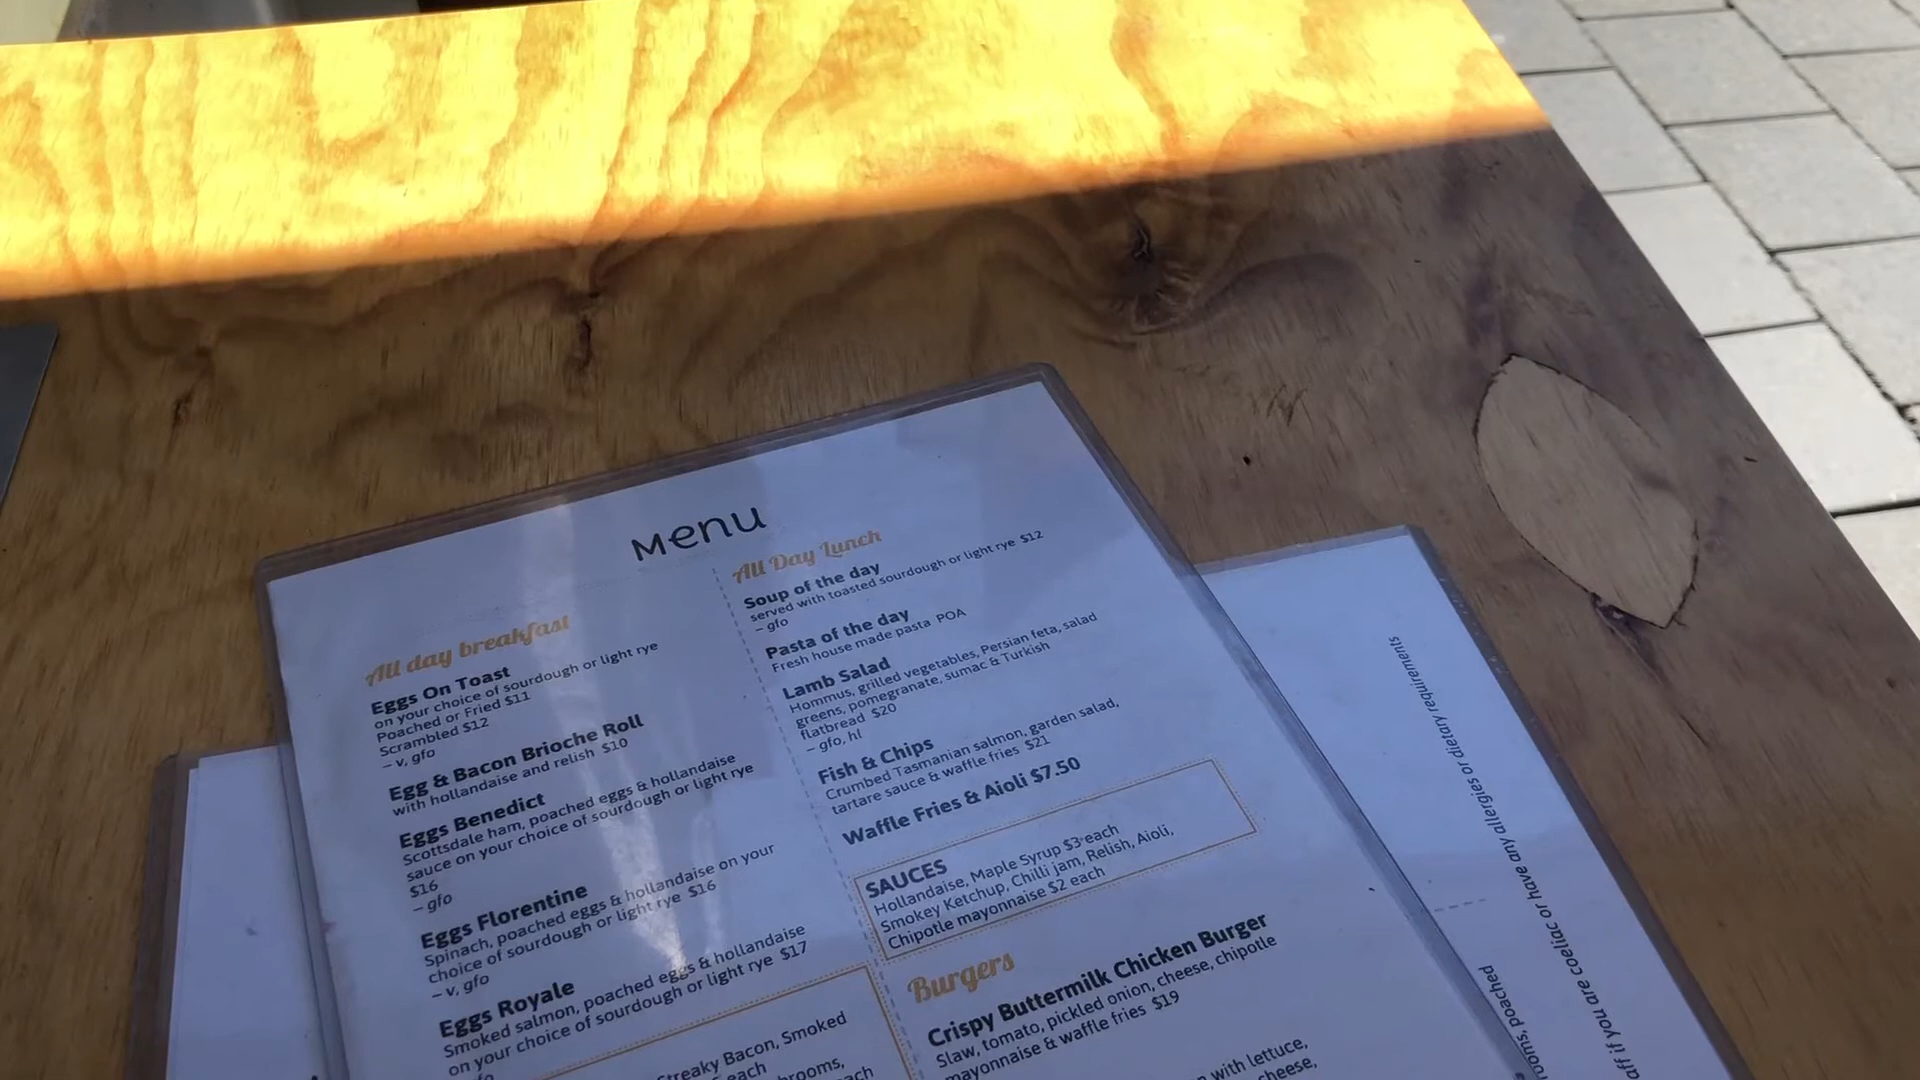 Menu
All day breakfast
Eggs On Toast
on your choice of sourdough or light rye
Poached or Fried $11
Scrambled $12
– v, gfo
Egg & Bacon Brioche Roll
with hollandaise and relish $10
Eggs Benedict
Scottsdale ham, poached eggs & hollandaise
sauce on your choice of sourdough or light rye
$16
– gfo
Eggs Florentine
Spinach, poached eggs & hollandaise on your
choice of sourdough or light rye $16
– v, gfo
Eggs Royale
Smoked salmon, poached eggs & hollandaise
on your choice of sourdough or light rye $17
Streaky Bacon, Smoked
each
All Day Lunch
Soup of the day
served with toasted sourdough or light rye $12
– gfo
Pasta of the day
Fresh house made pasta POA
Lamb Salad
Hommus, grilled vegetables, Persian feta, salad
greens, pomegranate, sumac & Turkish
flatbread $20
– gfo, hl
Fish & Chips
Crumbed Tasmanian salmon, garden salad,
tartare sauce & waffle fries $21
Waffle Fries & Aioli $7.50
SAUCES
Hollandaise, Maple Syrup $3 each
Smokey Ketchup, Chilli jam, Relish, Aioli,
Chipotle mayonnaise $2 each
Burgers
Crispy Buttermilk Chicken Burger
Slaw, tomato, pickled onion, cheese, chipotle
mayonnaise & waffle fries $19
with lettuce,
cheese,
if you are coeliac or have any allergies or dietary requirements
poached